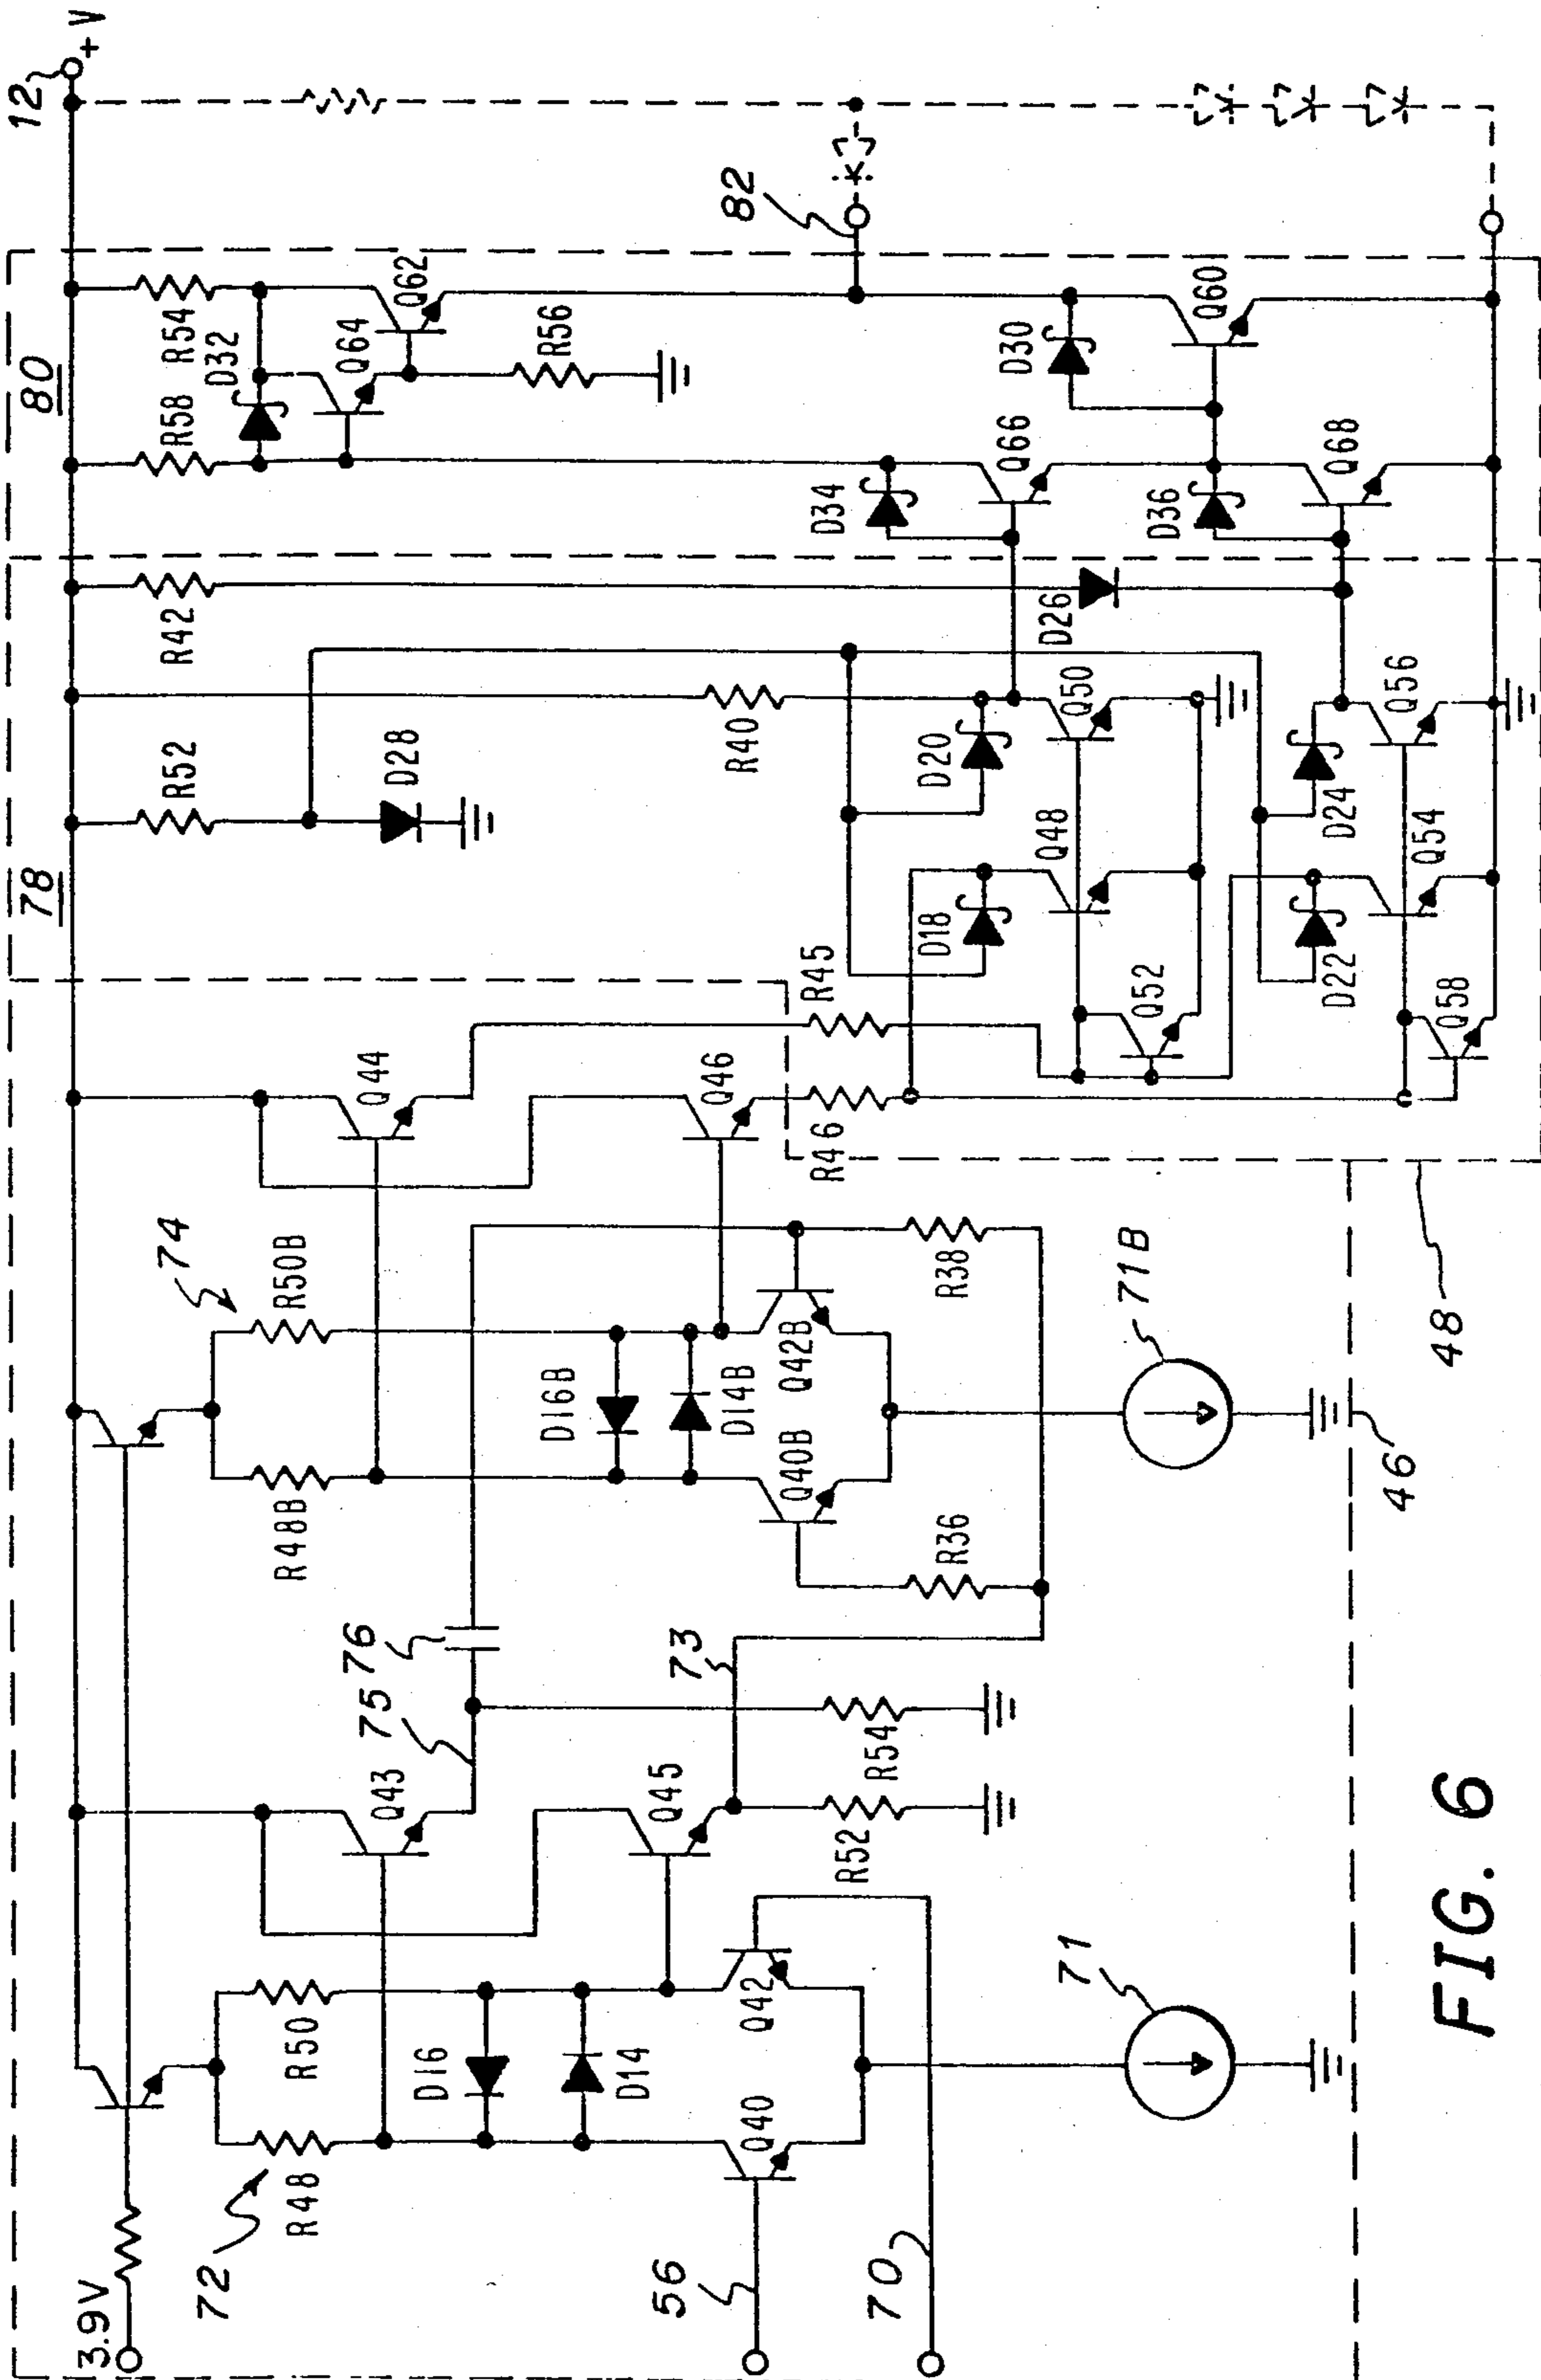 12
+ V
80
R58
R54
D32
Q64
Q62
R56
82
D30
Q60
Q66
D34
D36
Q68
78
R52
D28
R42
R40
D26
D20
Q50
D18
Q48
Q52
D24
Q56
D22
Q54
Q58
R45
R46
Q44
Q46
48
74
R48B
R50B
D16B
D14B
Q42B
Q40B
R38
R36
71B
46
76
75
73
Q43
Q45
R54
R52
3.9V
72
R48
R50
D16
D14
Q42
Q40
56
70
71
FIG. 6